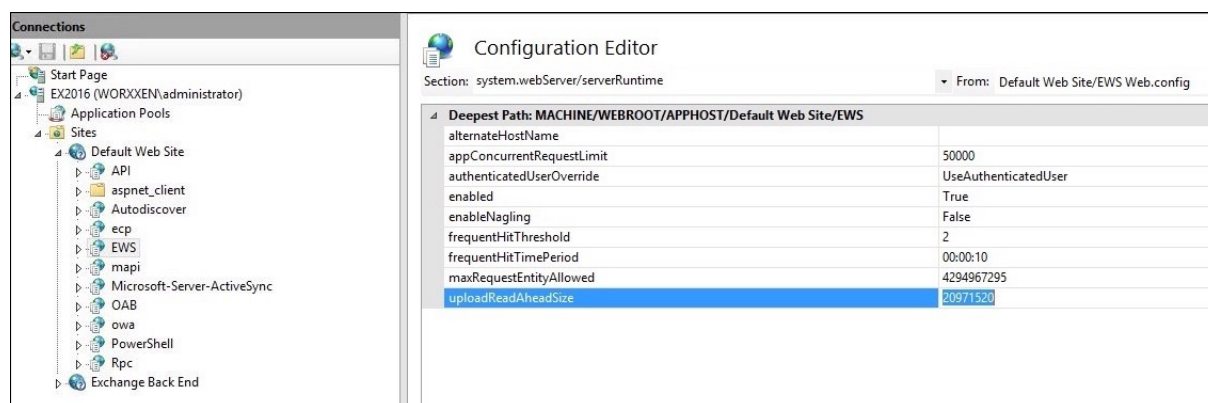 Connections
Start Page
EX2016 (WORXXEN\administrator)
Application Pools
Sites
Default Web Site
API
aspnet_client
Autodiscover
ecp
EWS
mapi
Microsoft-Server-ActiveSync
OAB
owa
PowerShell
Rpc
Exchange Back End
Configuration Editor
Section: system.webServer/serverRuntime From: Default Web Site/EWS Web.config
Deepest Path: MACHINE/WEBROOT/APPHOST/Default Web Site/EWS
alternateHostName
appConcurrentRequestLimit 50000
authenticatedUserOverride UseAuthenticatedUser
enabled True
enableNagling False
frequentHitThreshold 2
frequentHitTimePeriod 00:00:10
maxRequestEntityAllowed 4294967295
uploadReadAheadSize 20971520